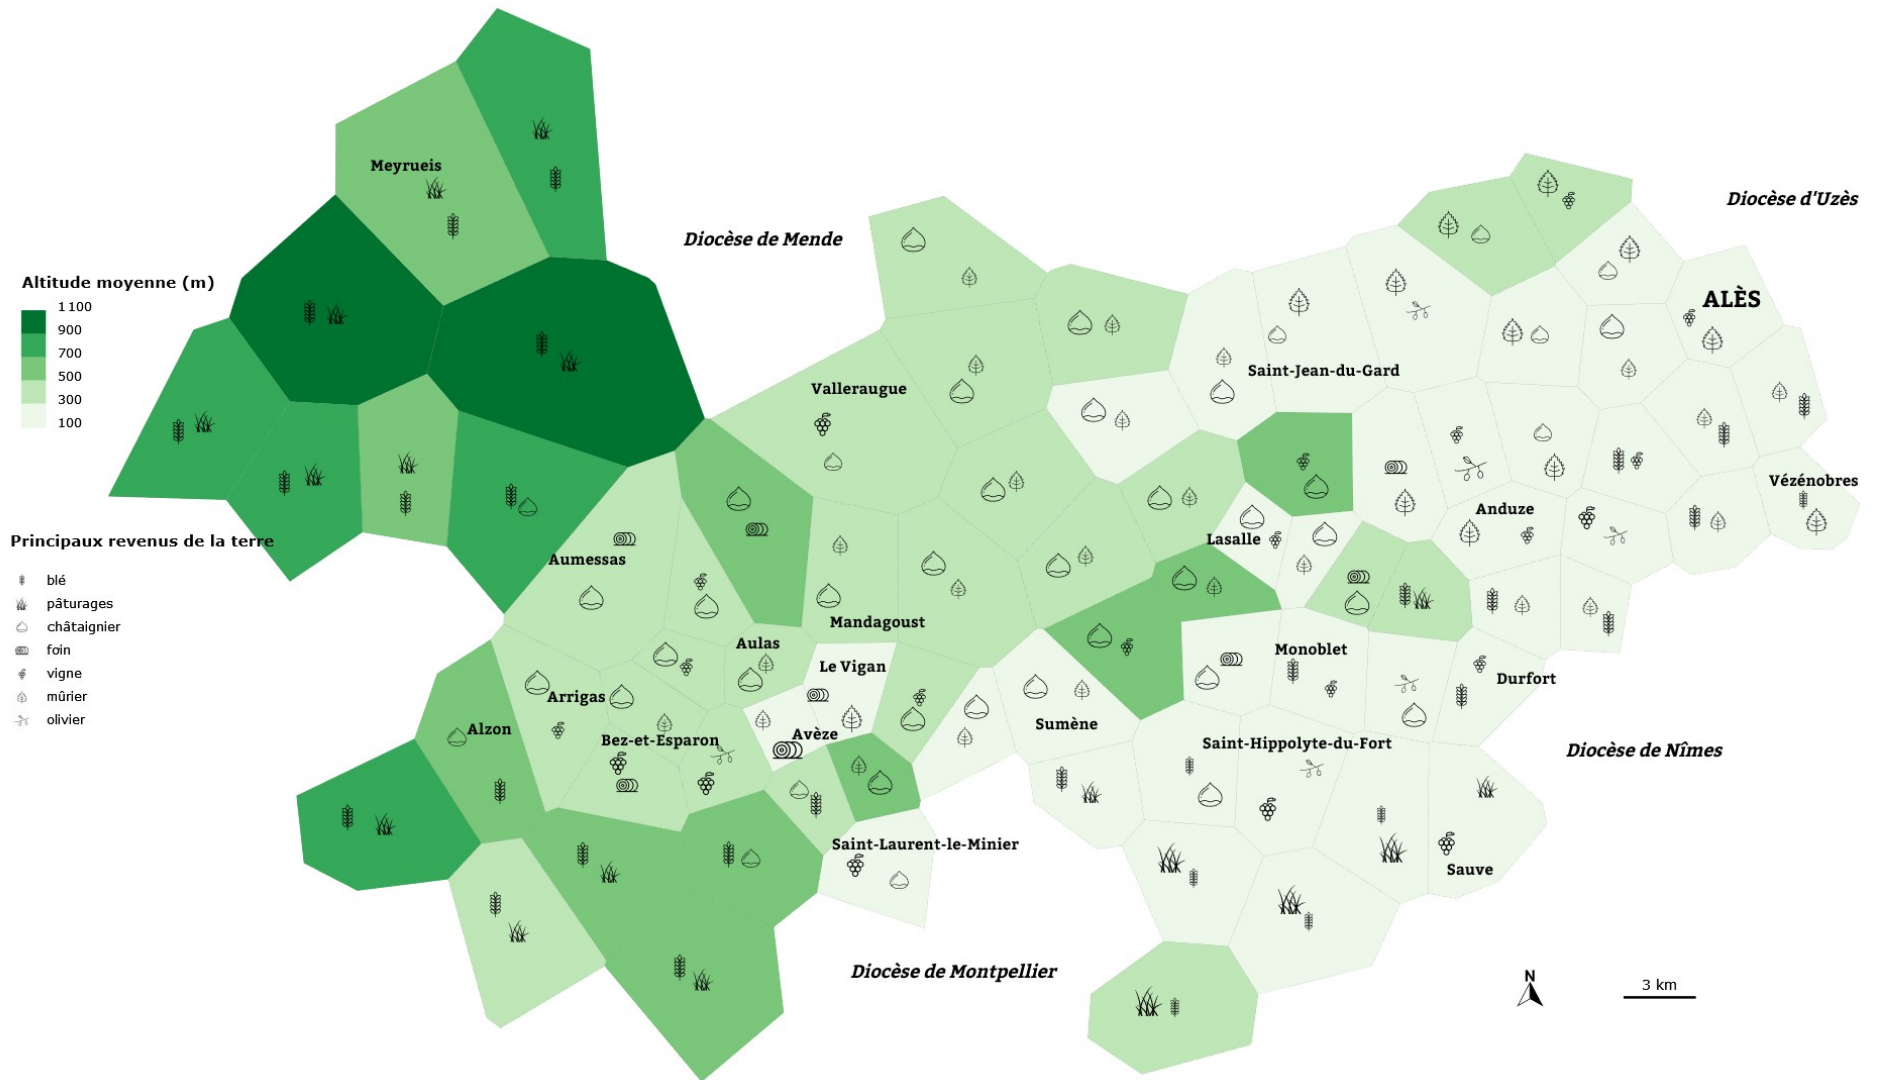 Meyrueis
Diocèse d'Uzès
Diocèse de Mende
Altitude moyenne (m)
1 100
900
700
500
300
100
ALÈS
Saint-Jean-du-Gard
Valleraugue
Vézénobres
Anduze
Lasalle
Principaux revenus de la terre
Aumessas
blé
pâturages
châtaignier
foin
vigne
mûrier
olivier
Mandagoust
Aulas
Le Vigan
Monoblet
Durfort
Arrigas
Alzon
Bez-et-Esparon
Avèze
Sumène
Saint-Hippolyte-du-Fort
Diocèse de Nîmes
Saint-Laurent-le-Minier
Sauve
Diocèse de Montpellier
N
3 km